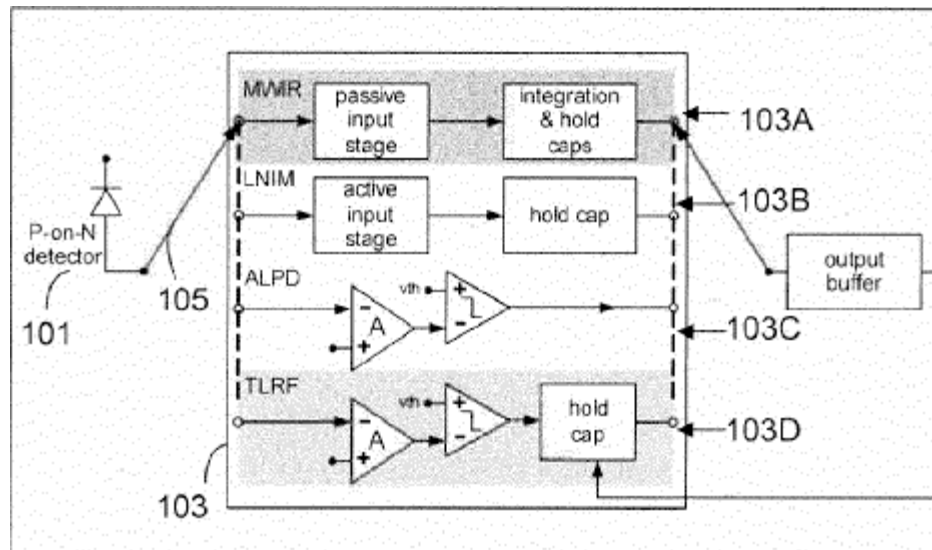 MWIR
passive
input
stage
integration
& hold
caps
103A
LNIM
active
input
stage
hold cap
103B
P-on-N
detector
101
105
ALPD
vth
+
−
−
A
+
103C
output
buffer
TLRF
vth
+
−
−
A
+
hold
cap
103D
103